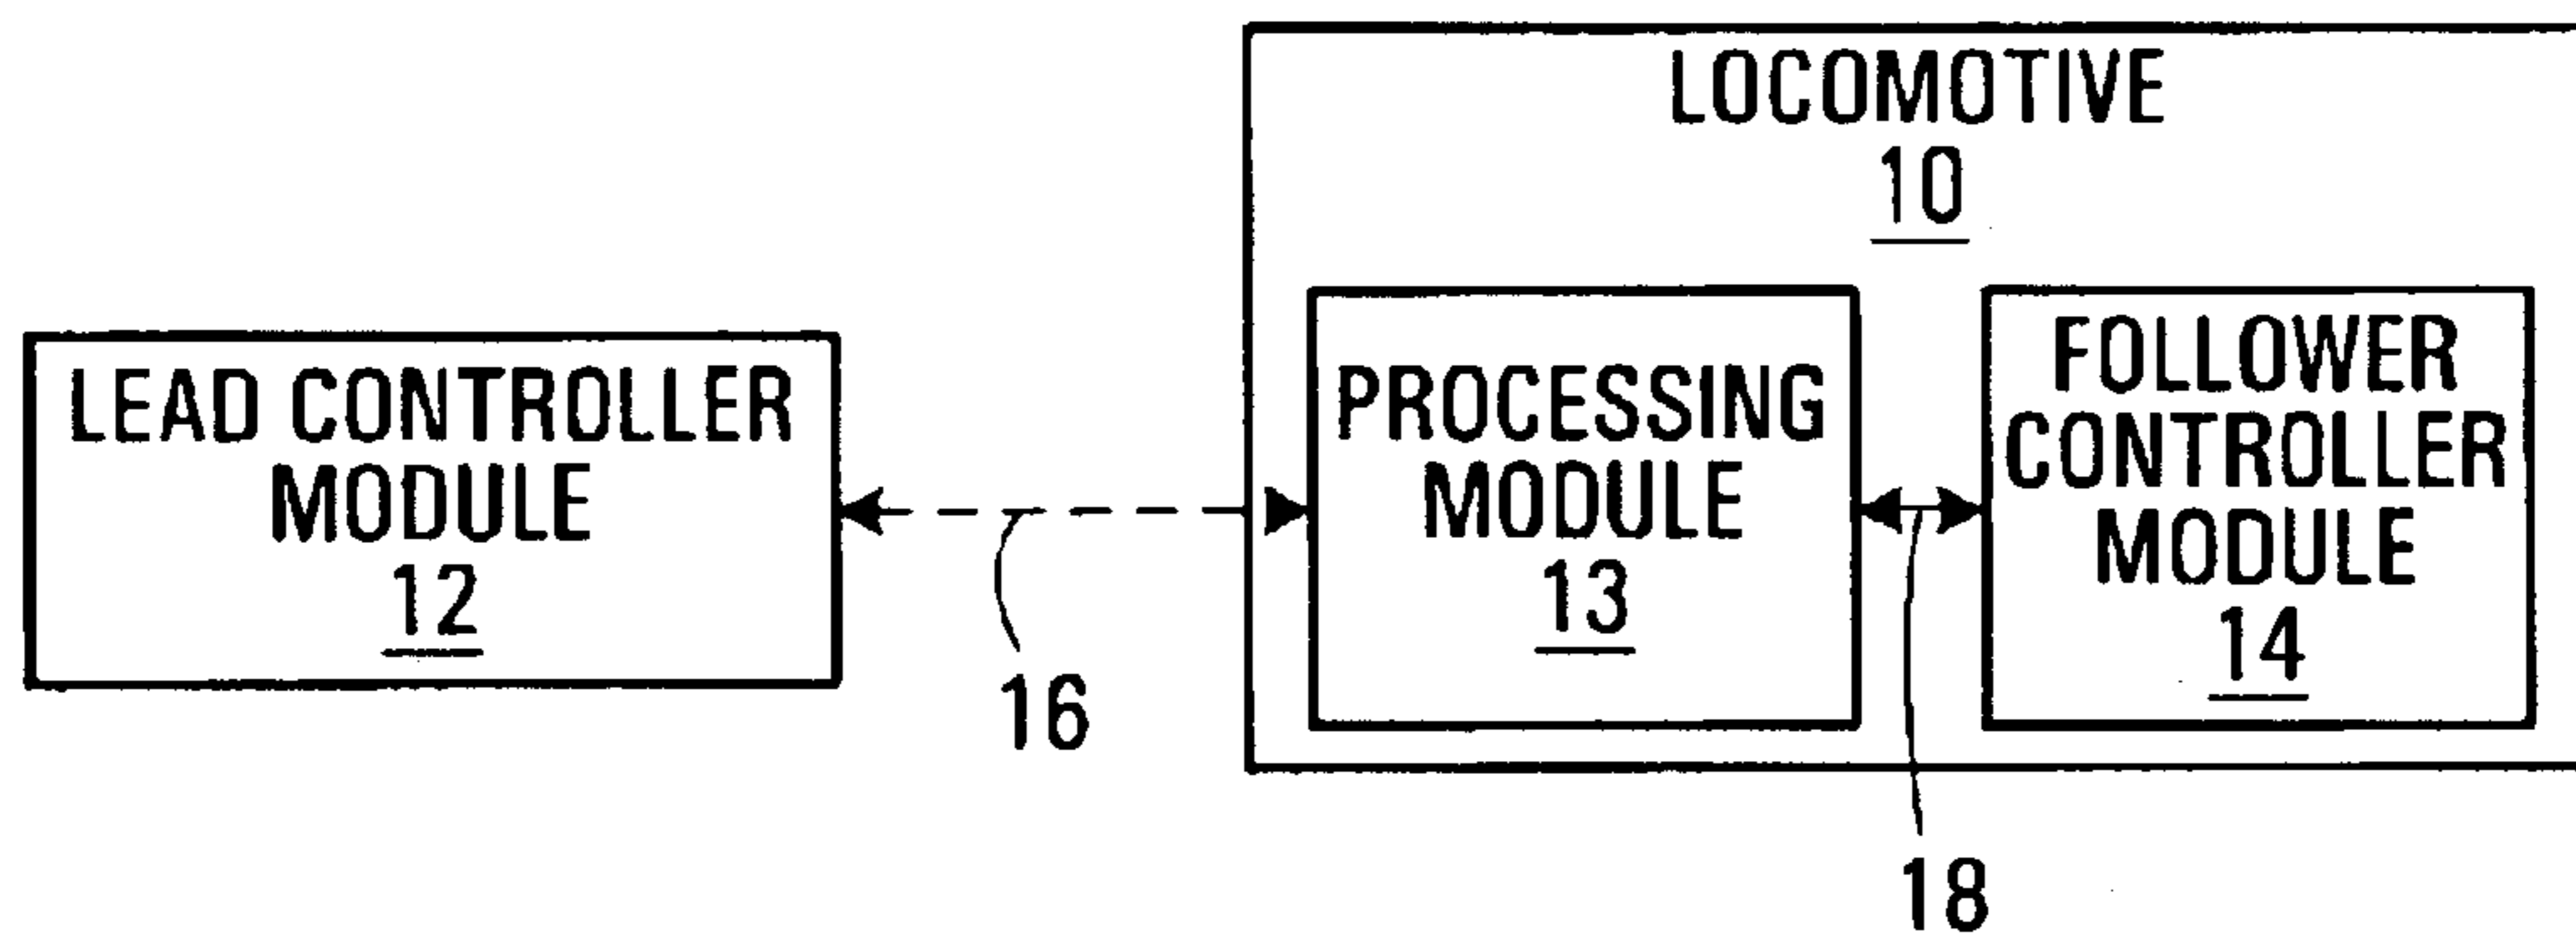 LOCOMOTIVE
10
LEAD CONTROLLER
MODULE
12
PROCESSING
MODULE
13
FOLLOWER
CONTROLLER
MODULE
14
16
18